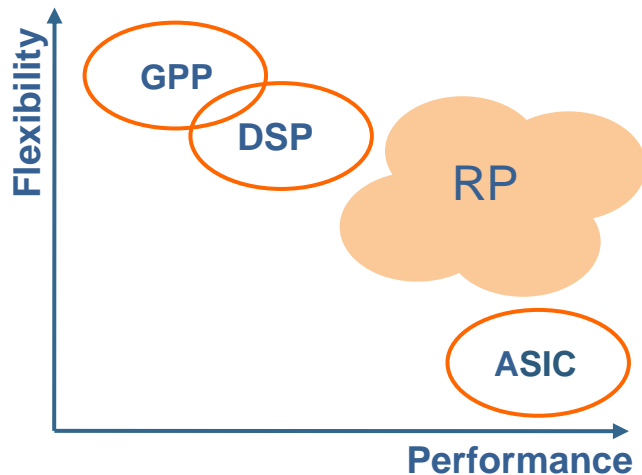 Flexibility
GPP
DSP
RP
ASIC
Performance